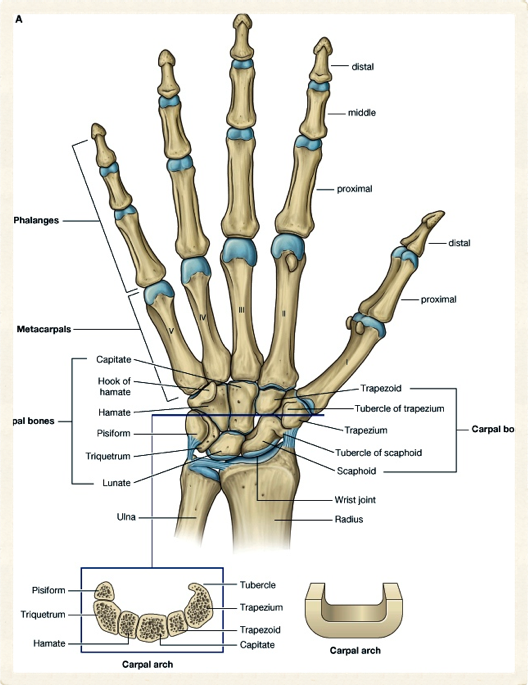 A
distal
middle
proximal
Phalanges
distal
proximal
Metacarpals
I
II
III
IV
V
Capitate
Hook of
hamate
Hamate
pal bones
Pisiform
Triquetrum
Lunate
Ulna
Trapezoid
Tubercle of trapezium
Trapezium
Carpal bo
Tubercle of scaphoid
Scaphoid
Wrist joint
Radius
Pisiform
Triquetrum
Hamate
Tubercle
Trapezium
Trapezoid
Capitate
Carpal arch
Carpal arch